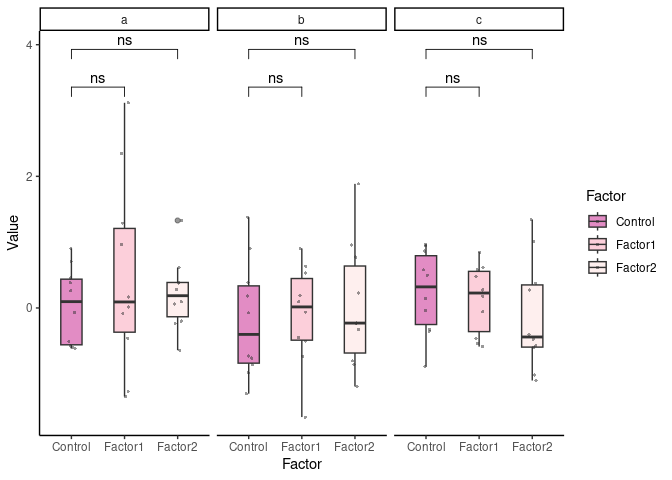 a b c
4
ns ns ns
ns ns ns
2
0
Value
Control Factor1 Factor2 Control Factor1 Factor2 Control Factor1 Factor2
Factor
Factor
Control
Factor1
Factor2